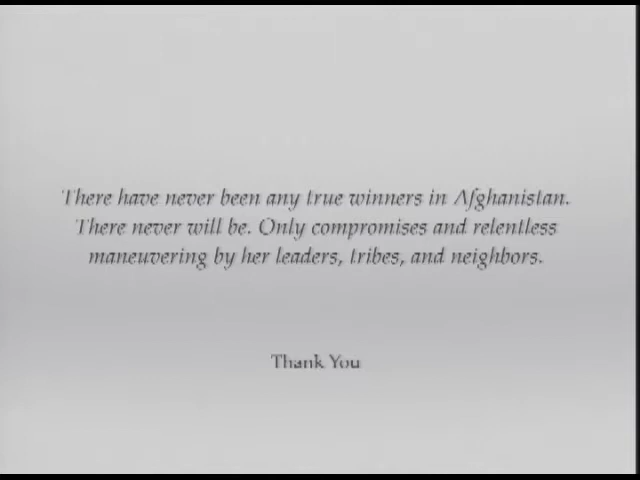 There have never been any true winners in Afghanistan.
There never will be. Only compromises and relentless
maneuvering by her leaders, tribes, and neighbors.
Thank You